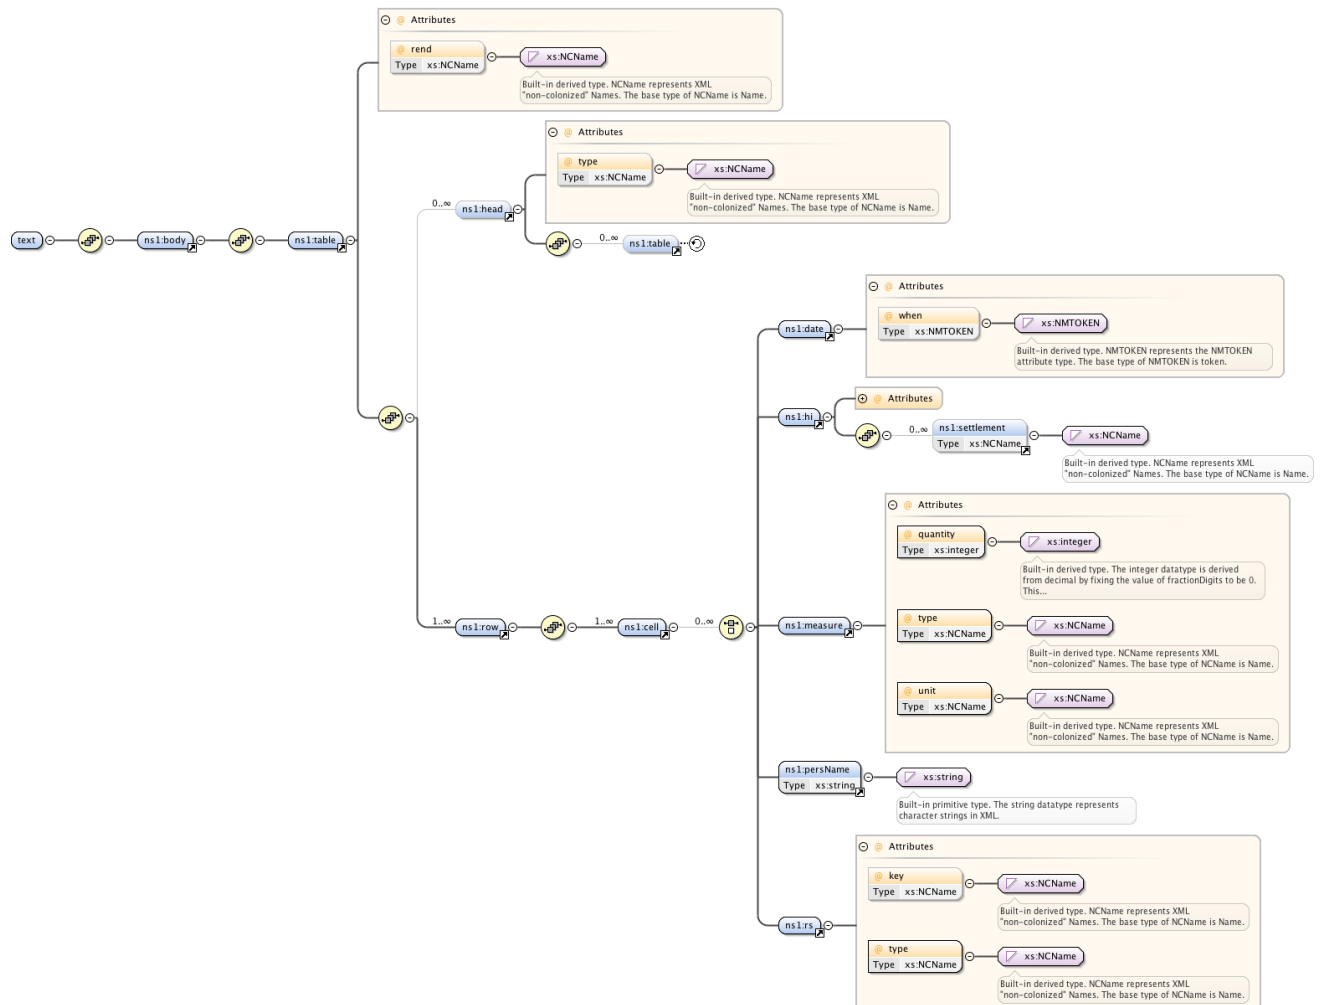 Attributes
rend
Type xs:NCName
xs:NCName
Built-in derived type. NCName represents XML
"non-colonized" Names. The base type of NCName is Name.
Attributes
type
Type xs:NCName
xs:NCName
Built-in derived type. NCName represents XML
"non-colonized" Names. The base type of NCName is Name.
0..∞
ns1:head
text
ns1:body
ns1:table
0..∞
ns1:table
Attributes
when
Type xs:NMTOKEN
xs:NMTOKEN
Built-in derived type. NMTOKEN represents the NMTOKEN
attribute type. The base type of NMTOKEN is token.
ns1:date
Attributes
ns1:hi
0..∞
ns1:settlement
Type xs:NCName
xs:NCName
Built-in derived type. NCName represents XML
"non-colonized" Names. The base type of NCName is Name.
Attributes
quantity
Type xs:integer
xs:integer
Built-in derived type. The integer datatype is derived
from decimal by fixing the value of fractionDigits to be 0.
This...
1..∞
ns1:row
1..∞
ns1:cell
0..∞
ns1:measure
type
Type xs:NCName
xs:NCName
Built-in derived type. NCName represents XML
"non-colonized" Names. The base type of NCName is Name.
unit
Type xs:NCName
xs:NCName
Built-in derived type. NCName represents XML
"non-colonized" Names. The base type of NCName is Name.
ns1:persName
Type xs:string
xs:string
Built-in primitive type. The string datatype represents
character strings in XML.
Attributes
key
Type xs:NCName
xs:NCName
Built-in derived type. NCName represents XML
"non-colonized" Names. The base type of NCName is Name.
ns1:rs
type
Type xs:NCName
xs:NCName
Built-in derived type. NCName represents XML
"non-colonized" Names. The base type of NCName is Name.